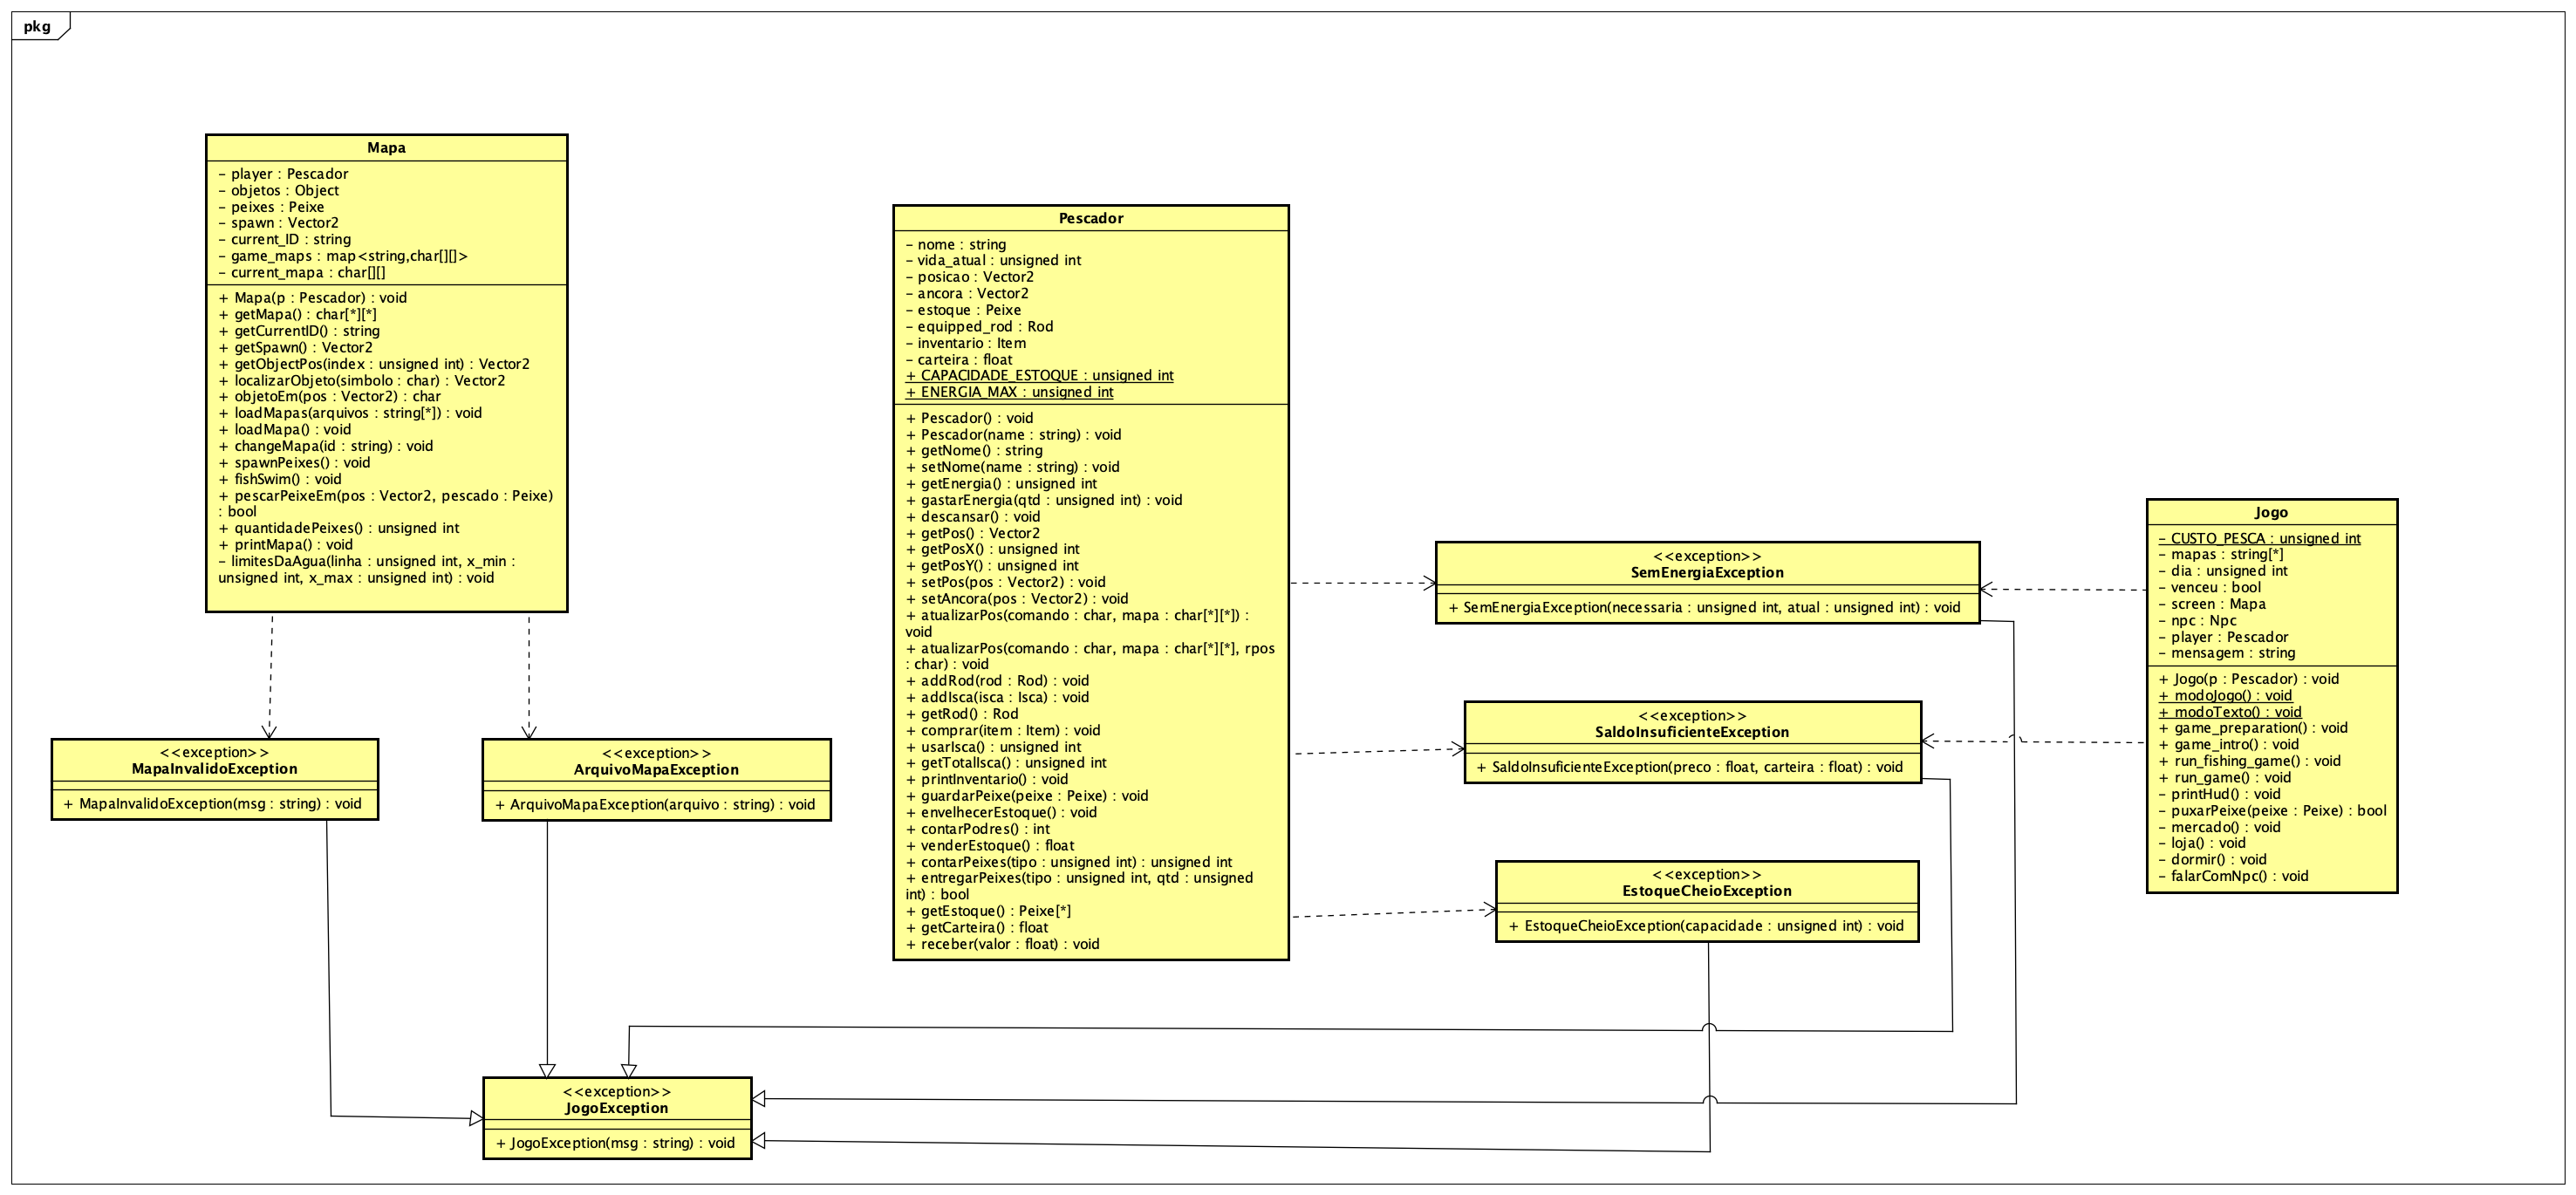 pkg
Mapa
– player : Pescador
– objetos : Object
– peixes : Peixe
– spawn : Vector2
– current_ID : string
– game_maps : map<string,char[][]>
– current_mapa : char[][]
+ Mapa(p : Pescador) : void
+ getMapa() : char[*][*]
+ getCurrentID() : string
+ getSpawn() : Vector2
+ getObjectPos(index : unsigned int) : Vector2
+ localizarObjeto(simbolo : char) : Vector2
+ objetoEm(pos : Vector2) : char
+ loadMapas(arquivos : string[*]) : void
+ loadMapa() : void
+ changeMapa(id : string) : void
+ spawnPeixes() : void
+ fishSwim() : void
+ pescarPeixeEm(pos : Vector2, pescado : Peixe)
: bool
+ quantidadePeixes() : unsigned int
+ printMapa() : void
– limitesDaAgua(linha : unsigned int, x_min :
unsigned int, x_max : unsigned int) : void
Pescador
– nome : string
– vida_atual : unsigned int
– posicao : Vector2
– ancora : Vector2
– estoque : Peixe
– equipped_rod : Rod
– inventario : Item
– carteira : float
+ CAPACIDADE_ESTOQUE : unsigned int
+ ENERGIA_MAX : unsigned int
+ Pescador() : void
+ Pescador(name : string) : void
+ getNome() : string
+ setNome(name : string) : void
+ getEnergia() : unsigned int
+ gastarEnergia(qtd : unsigned int) : void
+ descansar() : void
+ getPos() : Vector2
+ getPosX() : unsigned int
+ getPosY() : unsigned int
+ setPos(pos : Vector2) : void
+ setAncora(pos : Vector2) : void
+ atualizarPos(comando : char, mapa : char[*][*]) :
void
+ atualizarPos(comando : char, mapa : char[*][*], rpos
: char) : void
+ addRod(rod : Rod) : void
+ addIsca(isca : Isca) : void
+ getRod() : Rod
+ comprar(item : Item) : void
+ usarIsca() : unsigned int
+ getTotalIsca() : unsigned int
+ printInventario() : void
+ guardarPeixe(peixe : Peixe) : void
+ envelhecerEstoque() : void
+ contarPodres() : int
+ venderEstoque() : float
+ contarPeixes(tipo : unsigned int) : unsigned int
+ entregarPeixes(tipo : unsigned int, qtd : unsigned
int) : bool
+ getEstoque() : Peixe[*]
+ getCarteira() : float
+ receber(valor : float) : void
<<exception>>
SemEnergiaException
+ SemEnergiaException(necessaria : unsigned int, atual : unsigned int) : void
<<exception>>
SaldoInsuficienteException
+ SaldoInsuficienteException(preco : float, carteira : float) : void
<<exception>>
EstoqueCheioException
+ EstoqueCheioException(capacidade : unsigned int) : void
Jogo
– CUSTO_PESCA : unsigned int
– mapas : string[*]
– dia : unsigned int
– venceu : bool
– screen : Mapa
– npc : Npc
– player : Pescador
– mensagem : string
+ Jogo(p : Pescador) : void
+ modoJogo() : void
+ modoTexto() : void
+ game_preparation() : void
+ game_intro() : void
+ run_fishing_game() : void
+ run_game() : void
– printHud() : void
– puxarPeixe(peixe : Peixe) : bool
– mercado() : void
– loja() : void
– dormir() : void
– falarComNpc() : void
<<exception>>
MapaInvalidoException
+ MapaInvalidoException(msg : string) : void
<<exception>>
ArquivoMapaException
+ ArquivoMapaException(arquivo : string) : void
<<exception>>
JogoException
+ JogoException(msg : string) : void